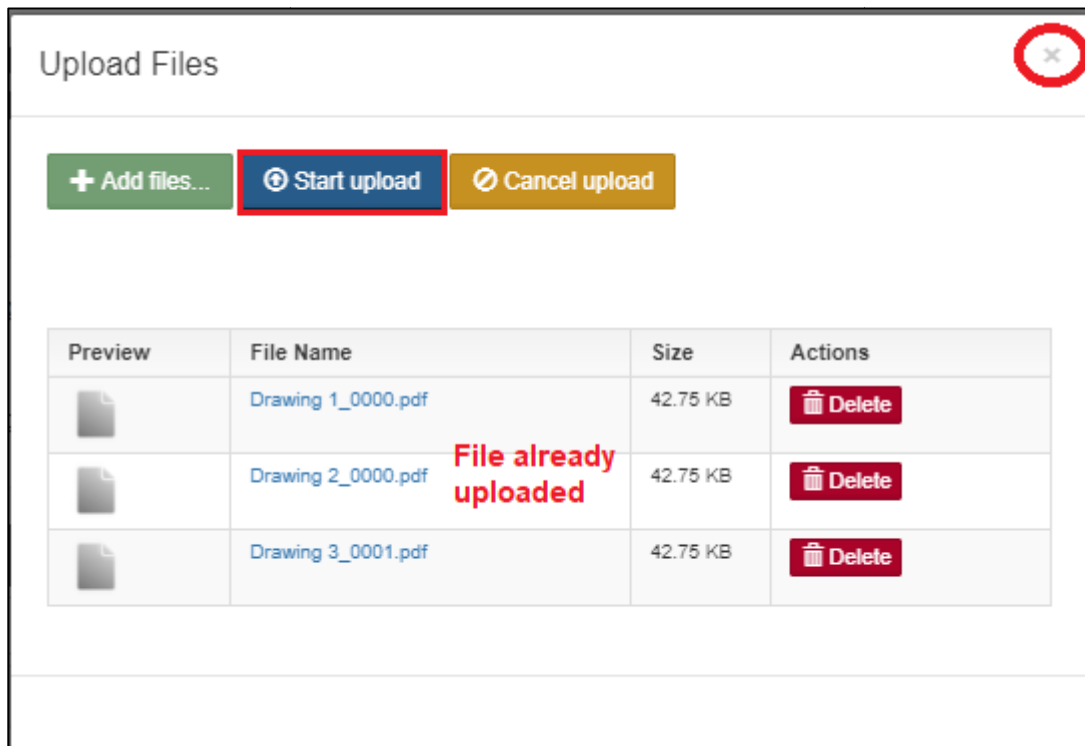 Upload Files
×
Add files...
Start upload
Cancel upload
Preview File Name Size Actions
Drawing 1_0000.pdf 42.75 KB Delete
Drawing 2_0000.pdf 42.75 KB Delete
File already
uploaded
Drawing 3_0001.pdf 42.75 KB Delete